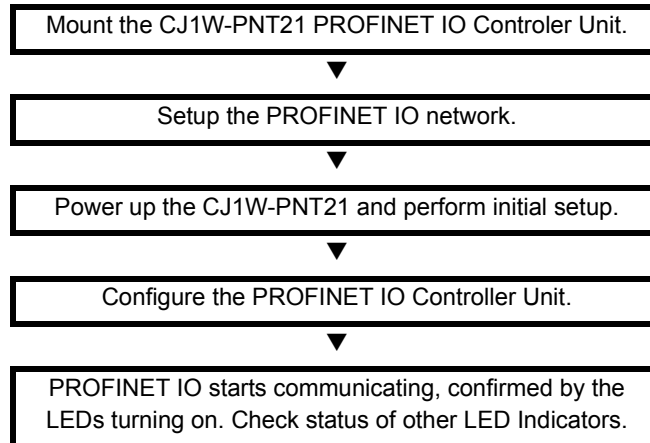 Mount the CJ1W-PNT21 PROFINET IO Controler Unit.
▼
Setup the PROFINET IO network.
▼
Power up the CJ1W-PNT21 and perform initial setup.
▼
Configure the PROFINET IO Controller Unit.
▼
PROFINET IO starts communicating, confirmed by the
LEDs turning on. Check status of other LED Indicators.